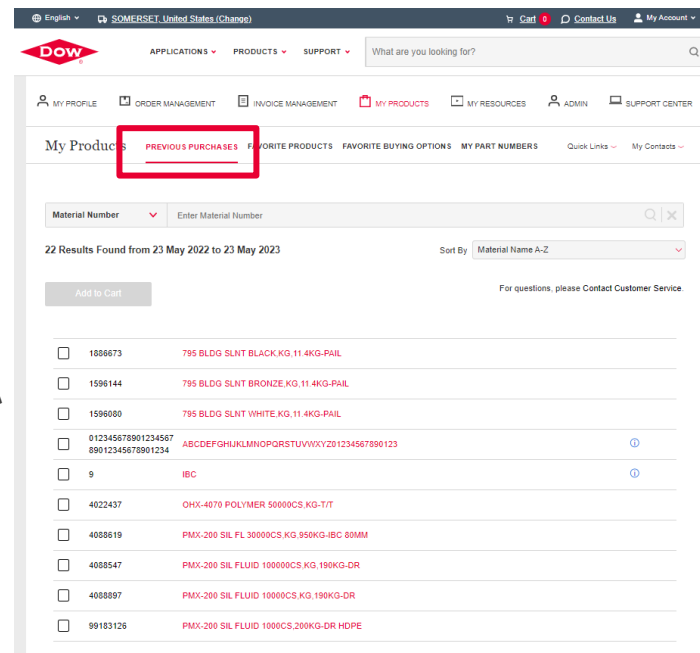 English SOMERSET, United States (Change) Cart 0 Contact Us My Account
DOW APPLICATIONS PRODUCTS SUPPORT What are you looking for?
MY PROFILE ORDER MANAGEMENT INVOICE MANAGEMENT MY PRODUCTS MY RESOURCES ADMIN SUPPORT CENTER
My Products PREVIOUS PURCHASES FAVORITE PRODUCTS FAVORITE BUYING OPTIONS MY PART NUMBERS Quick Links My Contacts
Material Number Enter Material Number
22 Results Found from 23 May 2022 to 23 May 2023 Sort By Material Name A-Z
Add to Cart For questions, please Contact Customer Service.
1886673 795 BLDG SLNT BLACK,KG,11.4KG-PAIL
1596144 795 BLDG SLNT BRONZE,KG,11.4KG-PAIL
1596080 795 BLDG SLNT WHITE,KG,11.4KG-PAIL
012345678901234567
89012345678901234 ABCDEFGHIJKLMNOPQRSTUVWXYZ01234567890123
9 IBC
4022437 OHX-4070 POLYMER 50000CS,KG-T/T
4088619 PMX-200 SIL FL 30000CS,KG,950KG-IBC 80MM
4088547 PMX-200 SIL FLUID 100000CS,KG,190KG-DR
4088897 PMX-200 SIL FLUID 10000CS,KG,190KG-DR
99183126 PMX-200 SIL FLUID 1000CS,200KG-DR HDPE